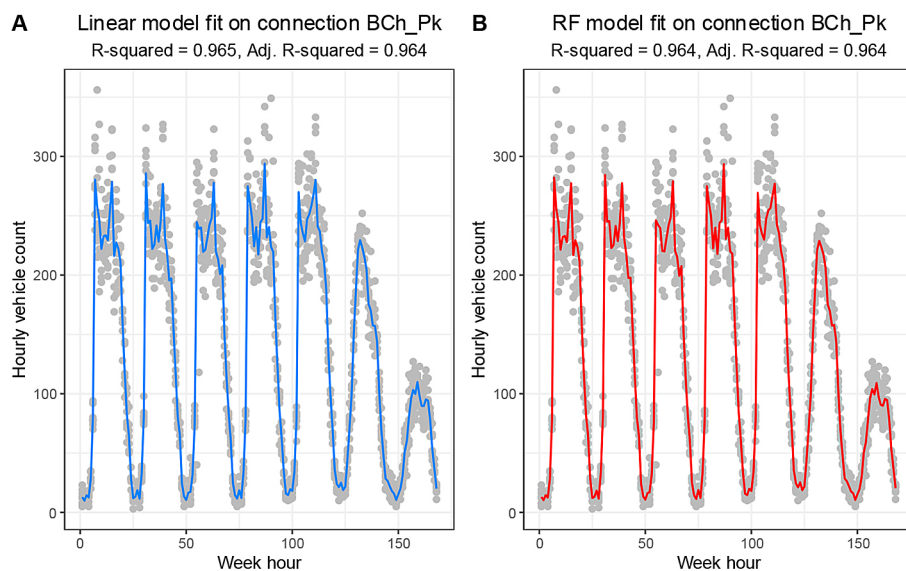 A
Linear model fit on connection BCh_Pk
R-squared = 0.965, Adj. R-squared = 0.964
Hourly vehicle count
300
200
100
0
0 50 100 150
Week hour
B
RF model fit on connection BCh_Pk
R-squared = 0.964, Adj. R-squared = 0.964
Hourly vehicle count
300
200
100
0
0 50 100 150
Week hour